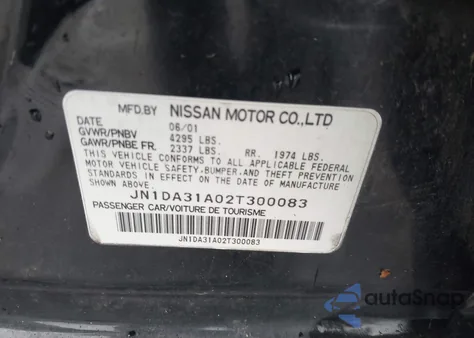 MFD.BY NISSAN MOTOR CO.,LTD
DATE 06/01
GVWR/PNBV 4295 LBS.
GAWR/PNBE FR. 2337 LBS. RR. 1974 LBS.
THIS VEHICLE CONFORMS TO ALL APPLICABLE FEDERAL
MOTOR VEHICLE SAFETY,BUMPER,AND THEFT PREVENTION
STANDARDS IN EFFECT ON THE DATE OF MANUFACTURE
SHOWN ABOVE.
JN1DA31A02T300083
PASSENGER CAR/VOITURE DE TOURISME
JN1DA31A02T300083
autoSnap